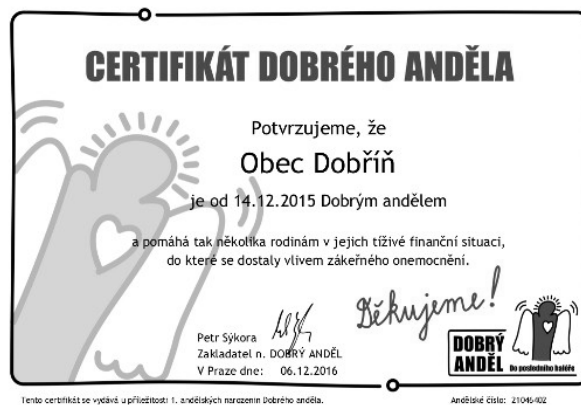 CERTIFIKÁT DOBRÉHO ANDĚLA
Potvrzujeme, že
Obec Dobříň
je od 14.12.2015 Dobrým andělem
a pomáhá tak několika rodinám v jejich tíživé finanční situaci,
do které se dostaly vlivem zákeřného onemocnění.
Děkujeme!
Petr Sýkora
Zakladatel n. DOBRÝ ANDĚL
V Praze dne: 06.12.2016
DOBRÝ
ANDĚL
Do posledního haléře
Tento certifikát se vydává u příležitosti 1. andělských narozenin Dobrého anděla.
Andělské číslo: 21046402